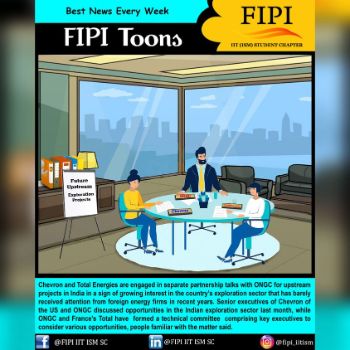 Best News Every Week
FIPI
IIT (ISM) STUDENT CHAPTER
FIPI Toons
Future
Upstream
Exploration
Projects
Chevron and Total Energies are engaged in separate partnership talks with ONGC for upstream
projects in India in a sign of growing interest in the country's exploration sector that has barely
received attention from foreign energy firms in recent years. Senior executives of Chevron of
the US and ONGC discussed opportunities in the Indian exploration sector last month, while
ONGC and France's Total have formed a technical committee comprising key executives to
consider various opportunities, people familiar with the matter said.
@FIPI IIT ISM SC
@FIPI IIT ISM SC
@fipi_iitism